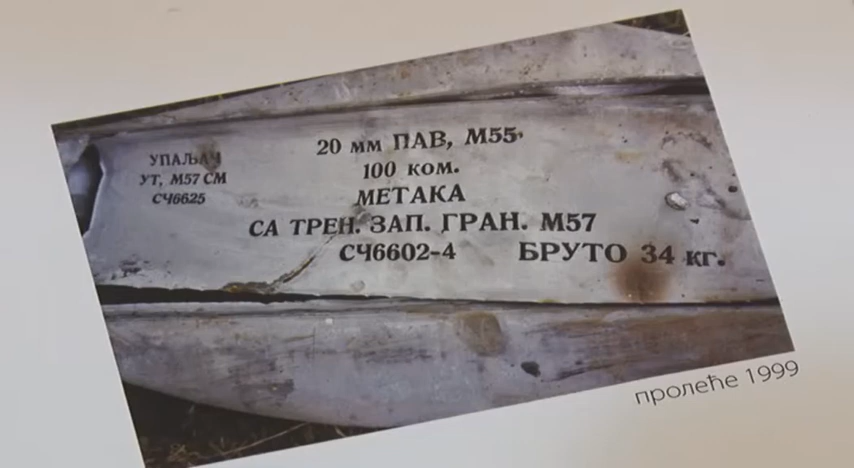 УПАЉАЧ
УТ, М57 СМ
СЧ6625
20 мм ПАВ, М55
100 ком.
МЕТАКА
СА ТРЕН. ЗАП. ГРАН. М57
СЧ6602-4 БРУТО 34 кг.
пролеће 1999